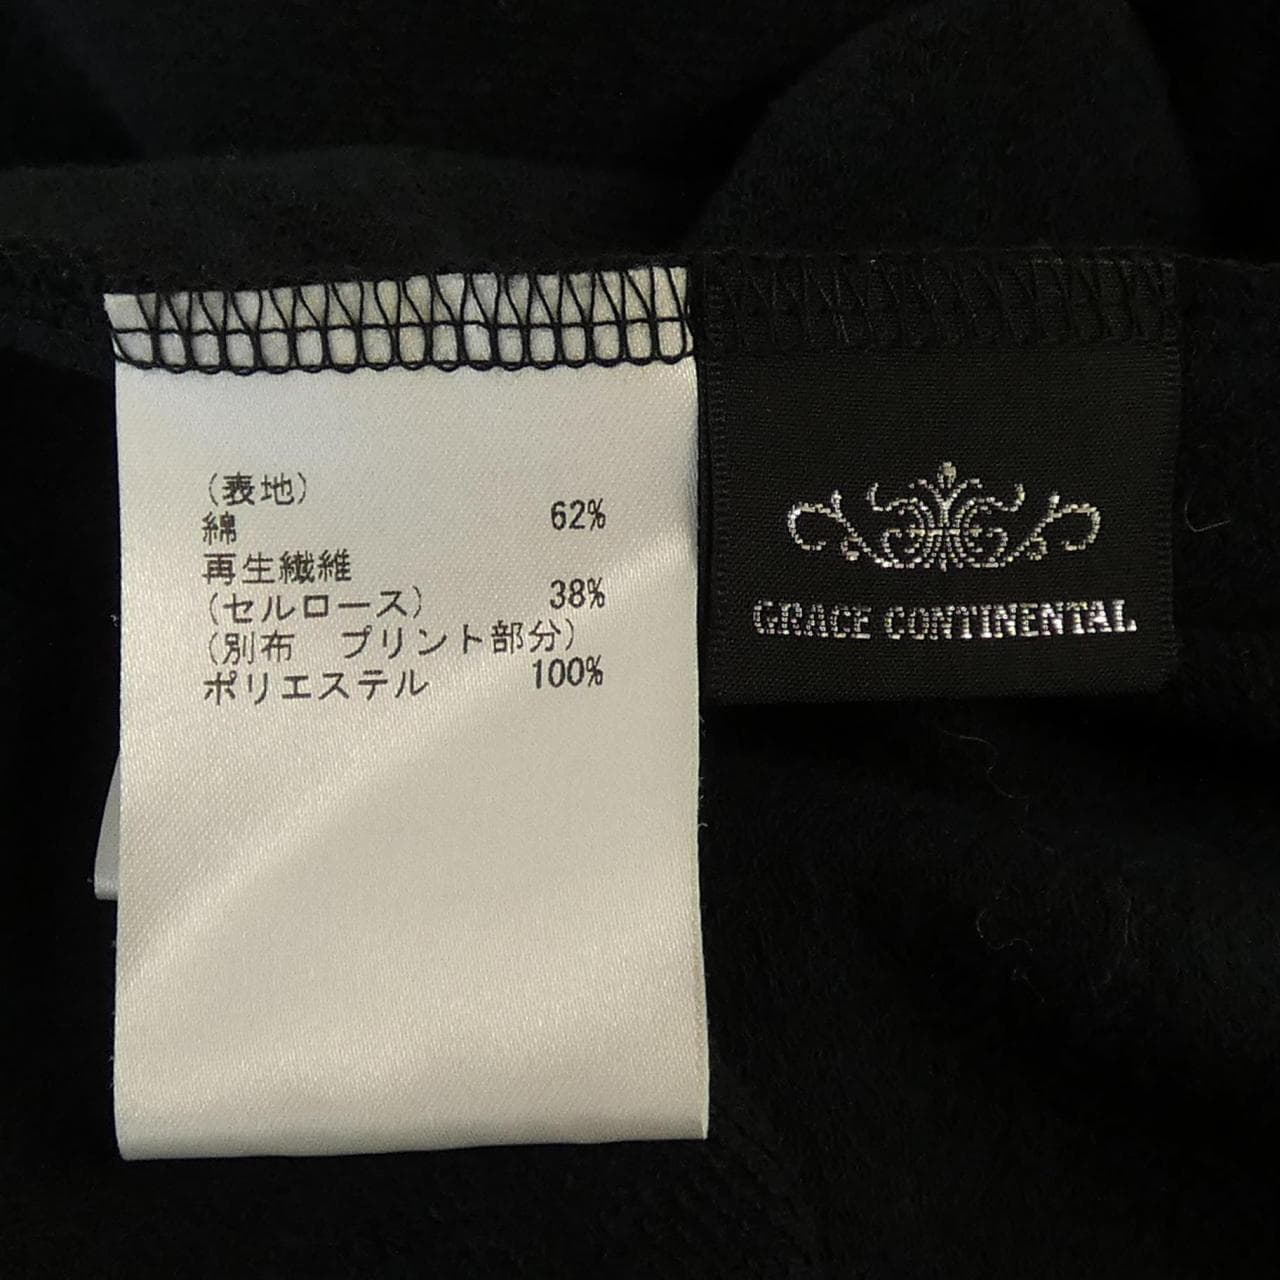 (表地)
綿 62%
再生繊維
(セルロース) 38%
(別布 プリント部分)
ポリエステル 100%
GRACE CONTINENTAL